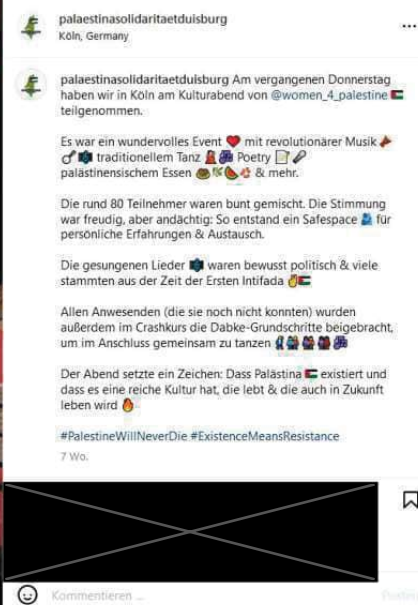 palaestinasolidaritaetduisburg
Köln, Germany
palaestinasolidaritaetduisburg Am vergangenen Donnerstag
haben wir in Köln am Kulturabend von @women_4_palestine 🇵🇸
teilgenommen.
Es war ein wundervolles Event ❤️ mit revolutionärer Musik
traditionellem Tanz Poetry
palästinensischem Essen & mehr.
Die rund 80 Teilnehmer waren bunt gemischt. Die Stimmung
war freudig, aber andächtig: So entstand ein Safespace für
persönliche Erfahrungen & Austausch.
Die gesungenen Lieder waren bewusst politisch & viele
stammten aus der Zeit der Ersten Intifada 🇵🇸
Allen Anwesenden (die sie noch nicht konnten) wurden
außerdem im Crashkurs die Dabke-Grundschritte beigebracht,
um im Anschluss gemeinsam zu tanzen
Der Abend setzte ein Zeichen: Dass Palästina 🇵🇸 existiert und
dass es eine reiche Kultur hat, die lebt & die auch in Zukunft
leben wird 🔥
#PalestineWillNeverDie #ExistenceMeansResistance
7 Wo.
Kommentieren ...
Posten